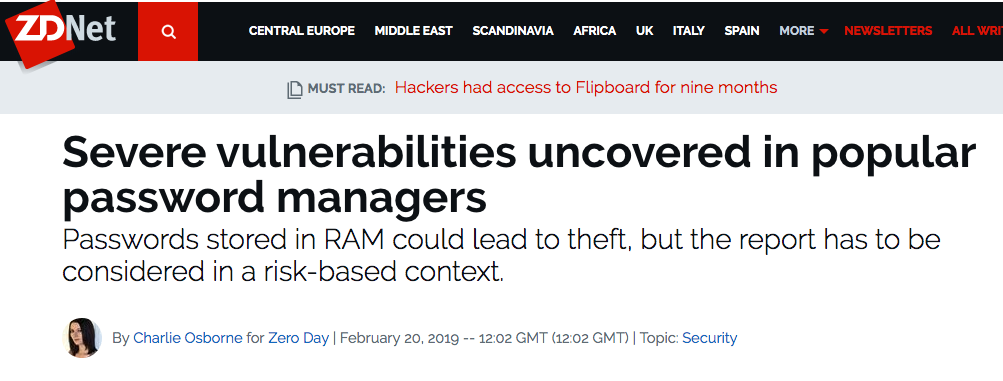 ZDNet
CENTRAL EUROPE MIDDLE EAST SCANDINAVIA AFRICA UK ITALY SPAIN MORE NEWSLETTERS ALL WRI
MUST READ: Hackers had access to Flipboard for nine months
Severe vulnerabilities uncovered in popular
password managers
Passwords stored in RAM could lead to theft, but the report has to be
considered in a risk-based context.
By Charlie Osborne for Zero Day | February 20, 2019 -- 12:02 GMT (12:02 GMT) | Topic: Security